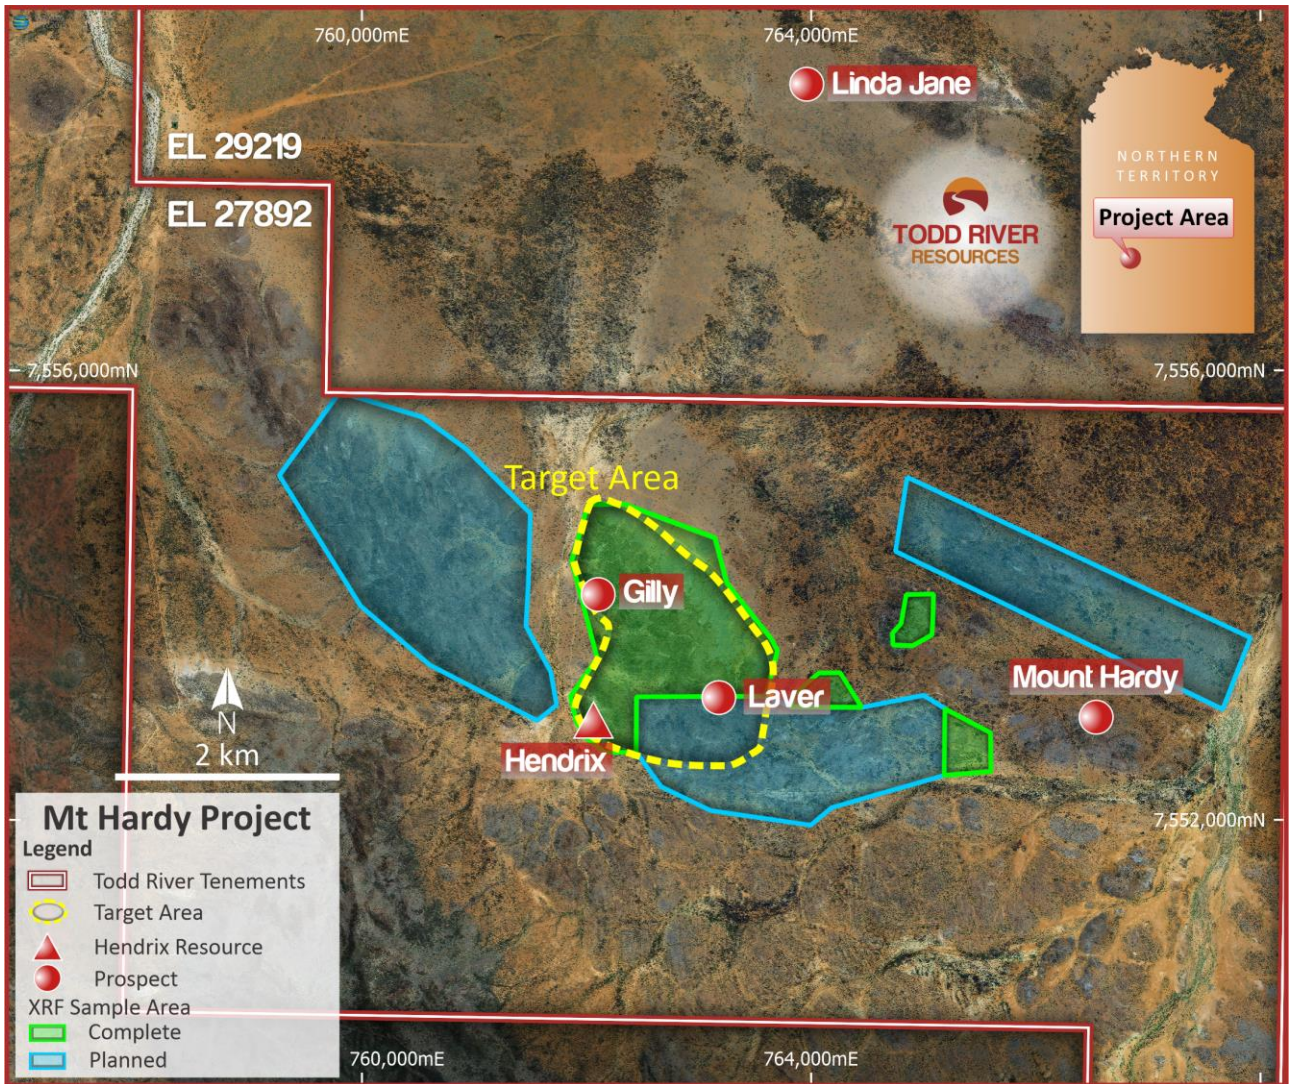 760,000mE
764,000mE
Linda Jane
EL 29219
EL 27892
NORTHERN
TERRITORY
Project Area
TODD RIVER
RESOURCES
7,556,000mN
7,556,000mN
Target Area
Gilly
Laver
Mount Hardy
Hendrix
N
2 km
7,552,000mN
Mt Hardy Project
Legend
Todd River Tenements
Target Area
Hendrix Resource
Prospect
XRF Sample Area
Complete
Planned
760,000mE
764,000mE